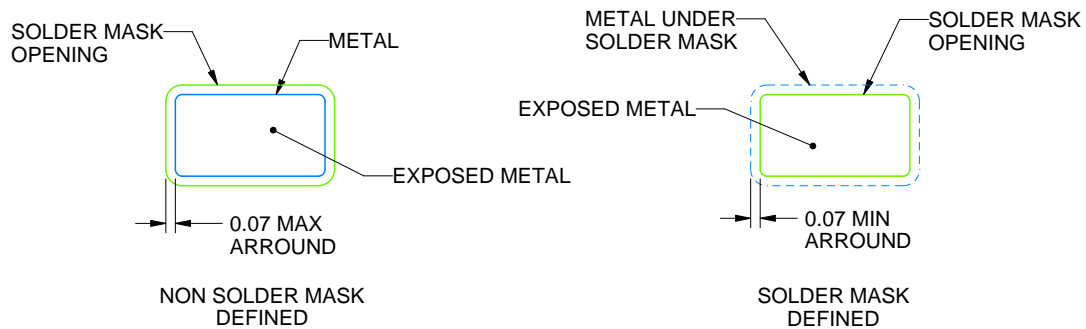 SOLDER MASK
OPENING
METAL
EXPOSED METAL
0.07 MAX
ARROUND
NON SOLDER MASK
DEFINED
METAL UNDER
SOLDER MASK
SOLDER MASK
OPENING
EXPOSED METAL
0.07 MIN
ARROUND
SOLDER MASK
DEFINED